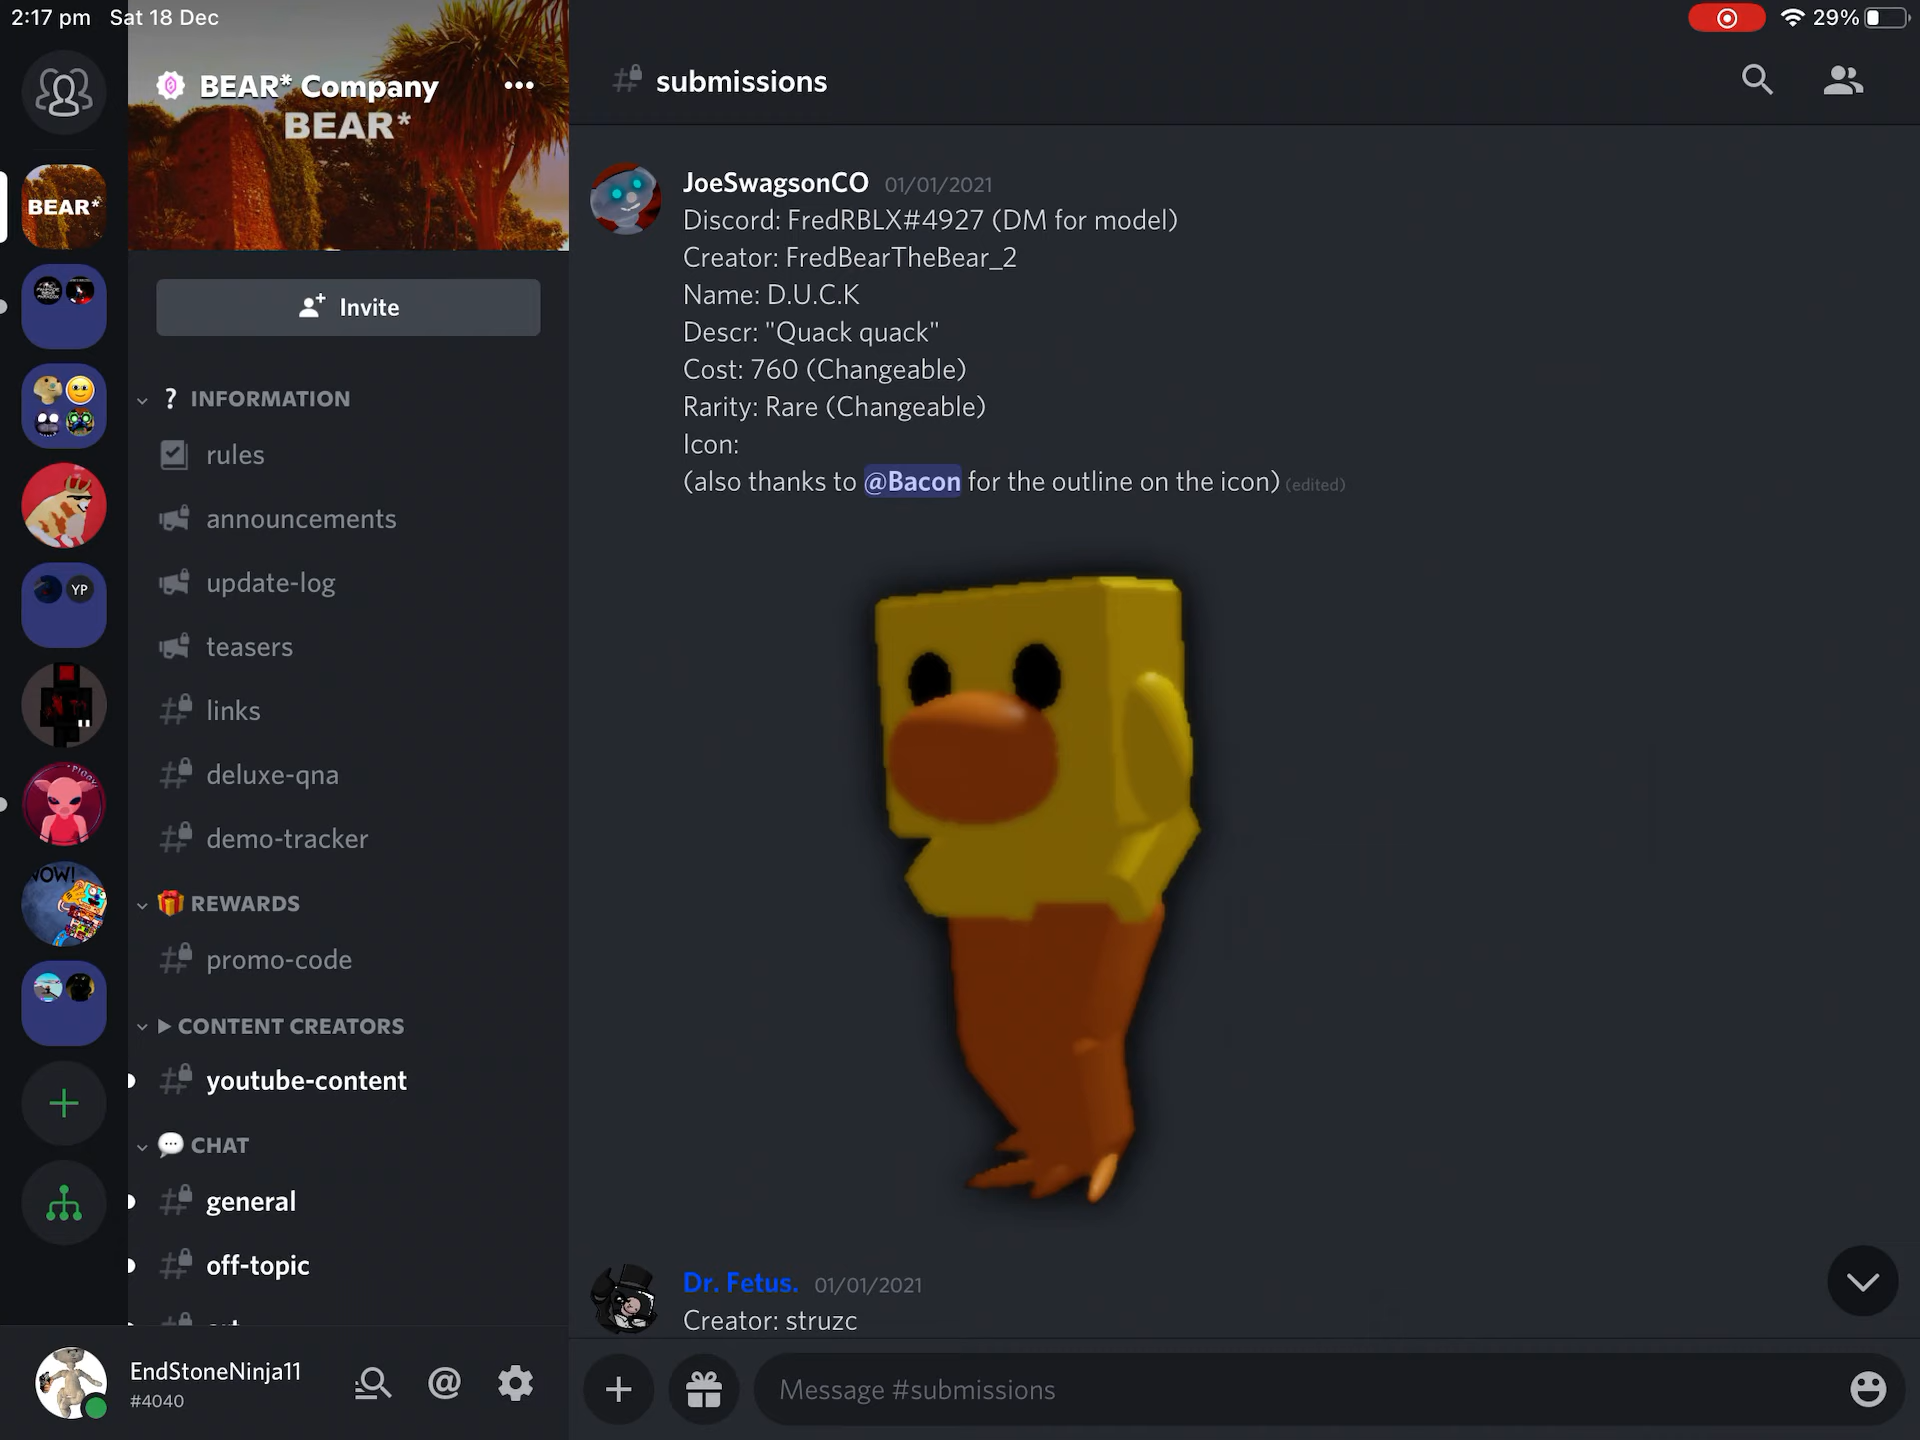 2:17 pm Sat 18 Dec
29%
BEAR* Company
BEAR*
BEAR*
Invite
? INFORMATION
rules
announcements
update-log
teasers
links
deluxe-qna
demo-tracker
REWARDS
promo-code
CONTENT CREATORS
youtube-content
CHAT
general
off-topic
YP
WOW!
EndStoneNinja11
#4040
submissions
JoeSwagsonCO 01/01/2021
Discord: FredRBLX#4927 (DM for model)
Creator: FredBearTheBear_2
Name: D.U.C.K
Descr: "Quack quack"
Cost: 760 (Changeable)
Rarity: Rare (Changeable)
Icon:
(also thanks to @Bacon for the outline on the icon) (edited)
Dr. Fetus. 01/01/2021
Creator: struzc
Message #submissions